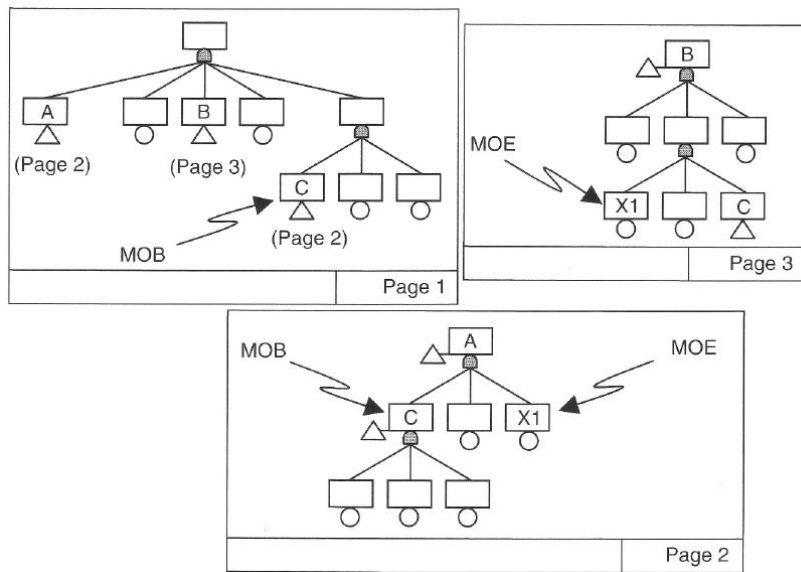 A
B
(Page 2)
(Page 3)
C
MOB
(Page 2)
Page 1
B
MOE
X1
C
Page 3
A
MOB
MOE
C
X1
Page 2